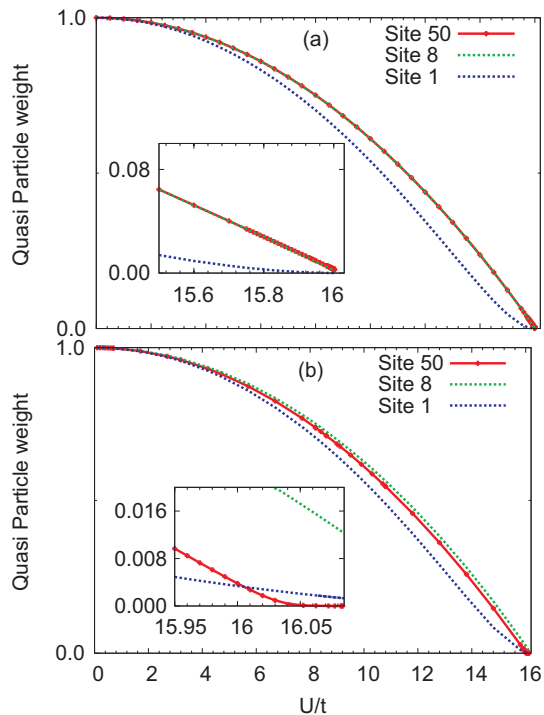 1.0
(a)
Site 50
Site 8
Site 1
Quasi Particle weight
0.08
0.00
15.6 15.8 16
0.0
1.0
(b)
Site 50
Site 8
Site 1
Quasi Particle weight
0.016
0.008
0.000
15.95 16 16.05
0.0
0 2 4 6 8 10 12 14 16
U/t